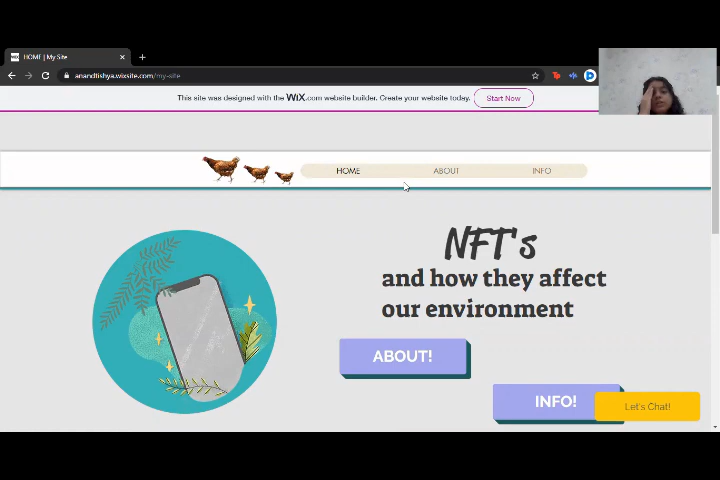 HOME | My Site
anandtishya.wixsite.com/my-site
This site was designed with the WiX.com website builder. Create your website today. Start Now
HOME ABOUT INFO
NFT's
and how they affect
our environment
ABOUT!
INFO!
Let's Chat!